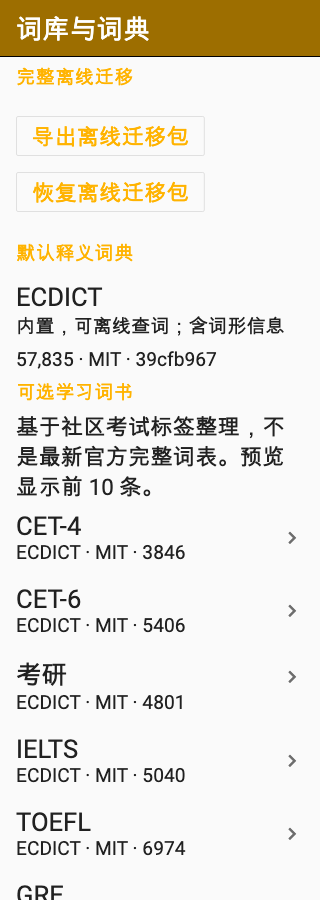 词库与词典
完整离线迁移
导出离线迁移包
恢复离线迁移包
默认释义词典
ECDICT
内置，可离线查词；含词形信息
57,835 · MIT · 39cfb967
可选学习词书
基于社区考试标签整理，不
是最新官方完整词表。预览
显示前 10 条。
CET-4
ECDICT · MIT · 3846
CET-6
ECDICT · MIT · 5406
考研
ECDICT · MIT · 4801
IELTS
ECDICT · MIT · 5040
TOEFL
ECDICT · MIT · 6974
GRE